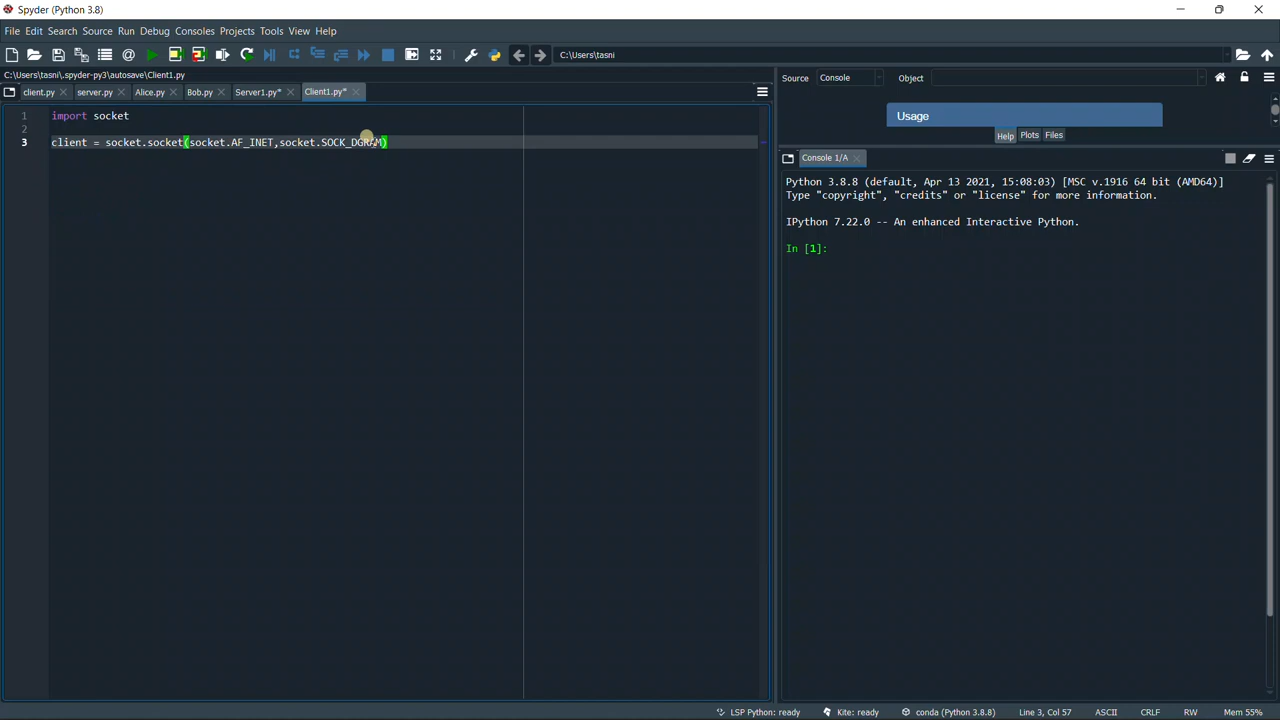 Spyder (Python 3.8)
File Edit Search Source Run Debug Consoles Projects Tools View Help
C:\Users\tasni
C:\Users\tasni\.spyder-py3\autosave\Client1.py
client.py server.py Alice.py Bob.py Server1.py* Client1.py*
1 import socket
2
3 client = socket.socket(socket.AF_INET,socket.SOCK_DGRAM)
Source Console Object
Usage
Help Plots Files
Console 1/A
Python 3.8.8 (default, Apr 13 2021, 15:08:03) [MSC v.1916 64 bit (AMD64)]
Type "copyright", "credits" or "license" for more information.
IPython 7.22.0 -- An enhanced Interactive Python.
In [1]:
LSP Python: ready Kite: ready conda (Python 3.8.8) Line 3, Col 57 ASCII CRLF RW Mem 55%